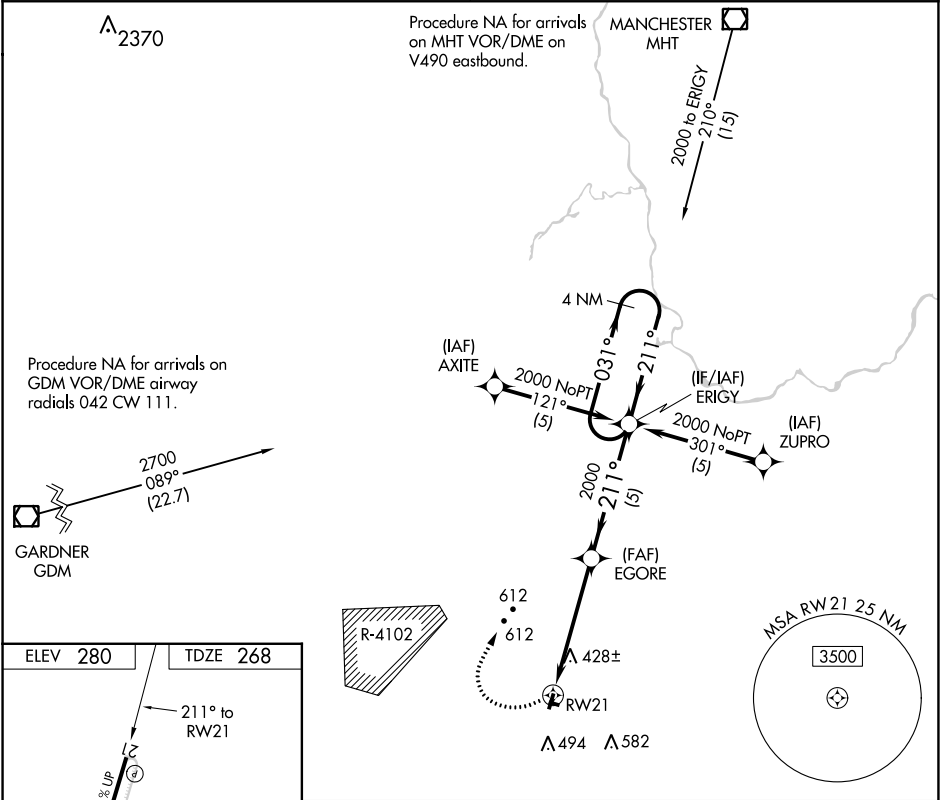 2370
Procedure NA for arrivals
on MHT VOR/DME on
V490 eastbound.
MANCHESTER
MHT
2000 to ERIGY
210°
(15)
4 NM
031°
211°
(IAF)
AXITE
2000 NoPT
121°
(5)
(IF/IAF)
ERIGY
2000 NoPT
301°
(5)
(IAF)
ZUPRO
Procedure NA for arrivals on
GDM VOR/DME airway
radials 042 CW 111.
2700
089°
(22.7)
GARDNER
GDM
2000
211°
(5)
(FAF)
EGORE
612
612
R-4102
428±
RW21
494
582
MSA RW21 25 NM
3500
ELEV 280
TDZE 268
211° to
RW21
21
P
% UP